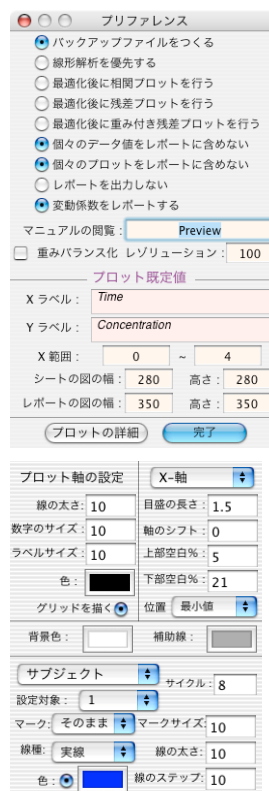 プリファレンス
バックアップファイルをつくる
線形解析を優先する
最適化後に相関プロットを行う
最適化後に残差プロットを行う
最適化後に重み付き残差プロットを行う
個々のデータ値をレポートに含めない
個々のプロットをレポートに含めない
レポートを出力しない
変動係数をレポートする
マニュアルの閲覧： Preview
重みバランス化 レゾリューション： 100
プロット既定値
X ラベル： Time
Y ラベル： Concentration
X 範囲： 0 ~ 4
シートの図の幅： 280 高さ： 280
レポートの図の幅： 350 高さ： 350
プロットの詳細 完了
プロット軸の設定 X-軸
線の太さ: 10 目盛の長さ: 1.5
数字のサイズ: 10 軸のシフト: 0
ラベルサイズ: 10 上部空白%: 5
色： 下部空白%: 21
グリッドを描く 位置 最小値
背景色： 補助線：
サブジェクト サイクル: 8
設定対象： 1
マーク: そのまま マークサイズ: 10
線種: 実線 線の太さ: 10
色： 線のステップ: 10